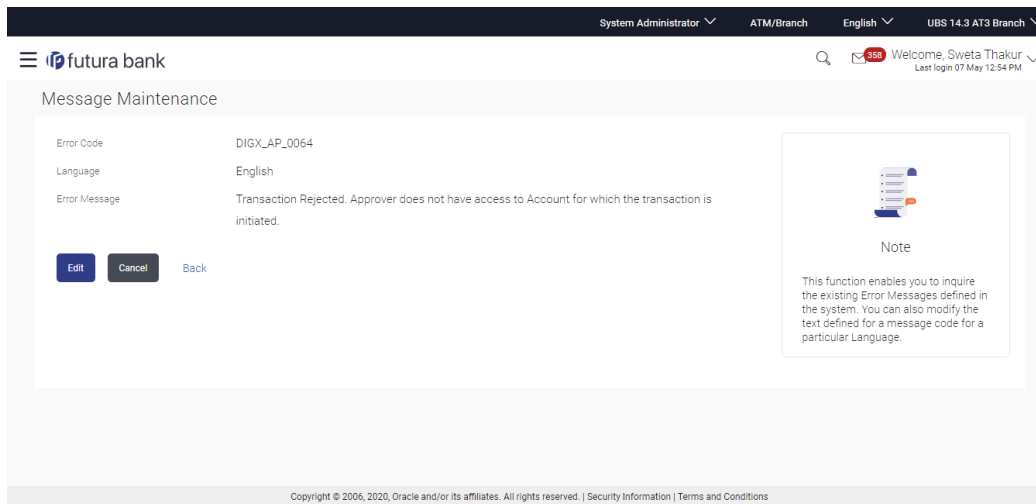 System Administrator ATM/Branch English UBS 14.3 AT3 Branch
futura bank 358 Welcome, Sweta Thakur
Last login 07 May 12:54 PM
Message Maintenance
Error Code DIGX_AP_0064
Language English
Error Message Transaction Rejected. Approver does not have access to Account for which the transaction is
initiated.
Edit Cancel Back
Note
This function enables you to inquire
the existing Error Messages defined in
the system. You can also modify the
text defined for a message code for a
particular Language.
Copyright © 2006, 2020, Oracle and/or its affiliates. All rights reserved. | Security Information | Terms and Conditions